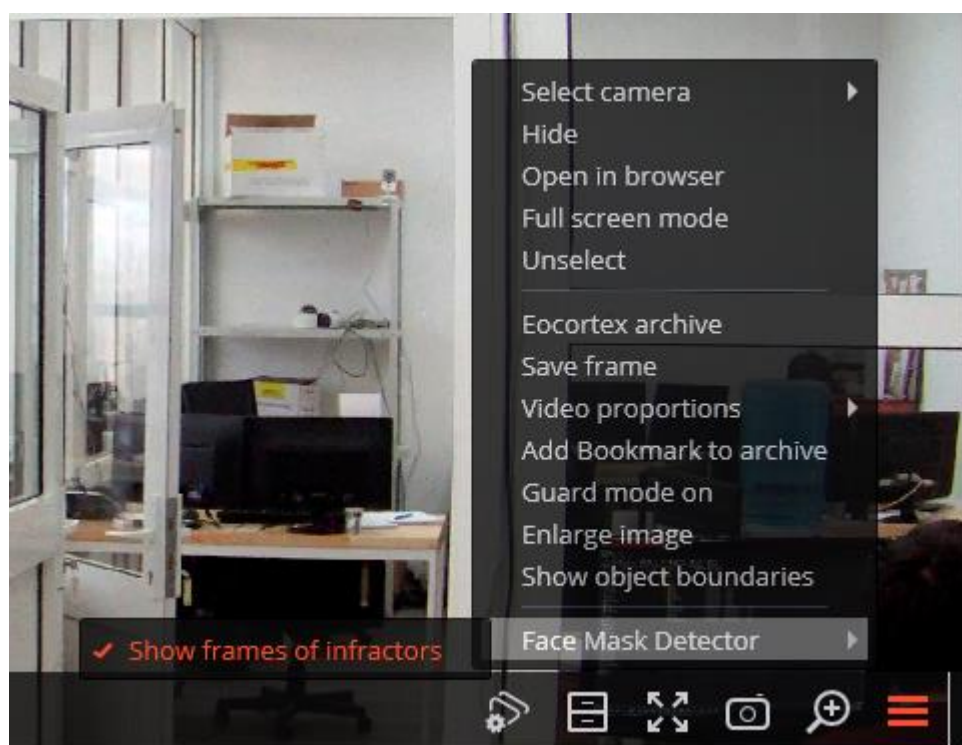 Select camera
Hide
Open in browser
Full screen mode
Unselect
Eocortex archive
Save frame
Video proportions
Add Bookmark to archive
Guard mode on
Enlarge image
Show object boundaries
Face Mask Detector
Show frames of infractors